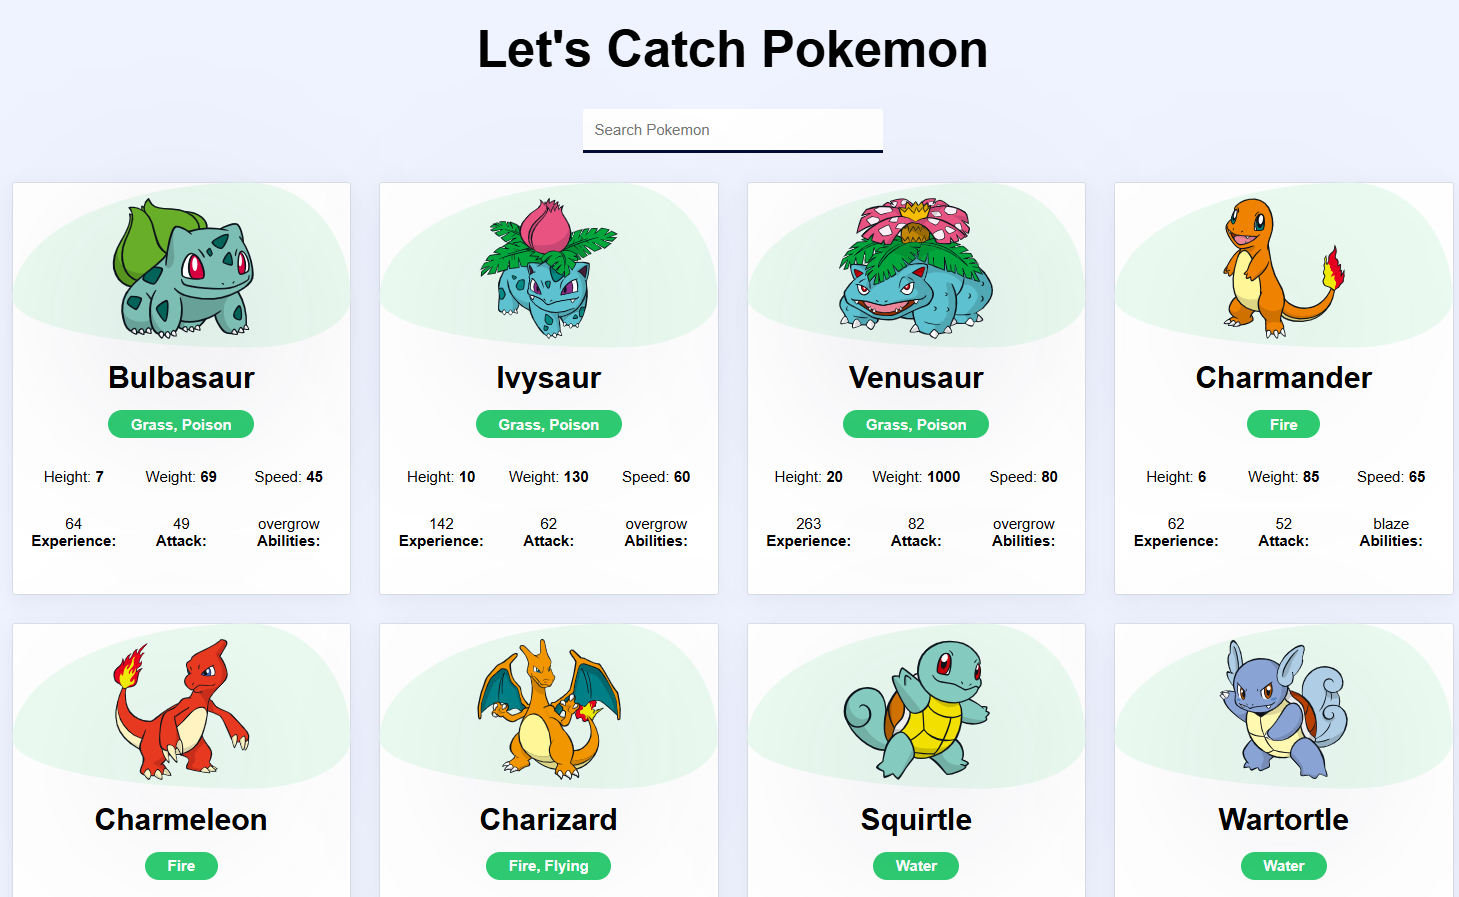 Let's Catch Pokemon
Search Pokemon
Bulbasaur
Grass, Poison
Height: 7 Weight: 69 Speed: 45
64 49 overgrow
Experience: Attack: Abilities:
Ivysaur
Grass, Poison
Height: 10 Weight: 130 Speed: 60
142 62 overgrow
Experience: Attack: Abilities:
Venusaur
Grass, Poison
Height: 20 Weight: 1000 Speed: 80
263 82 overgrow
Experience: Attack: Abilities:
Charmander
Fire
Height: 6 Weight: 85 Speed: 65
62 52 blaze
Experience: Attack: Abilities:
Charmeleon
Fire
Charizard
Fire, Flying
Squirtle
Water
Wartortle
Water